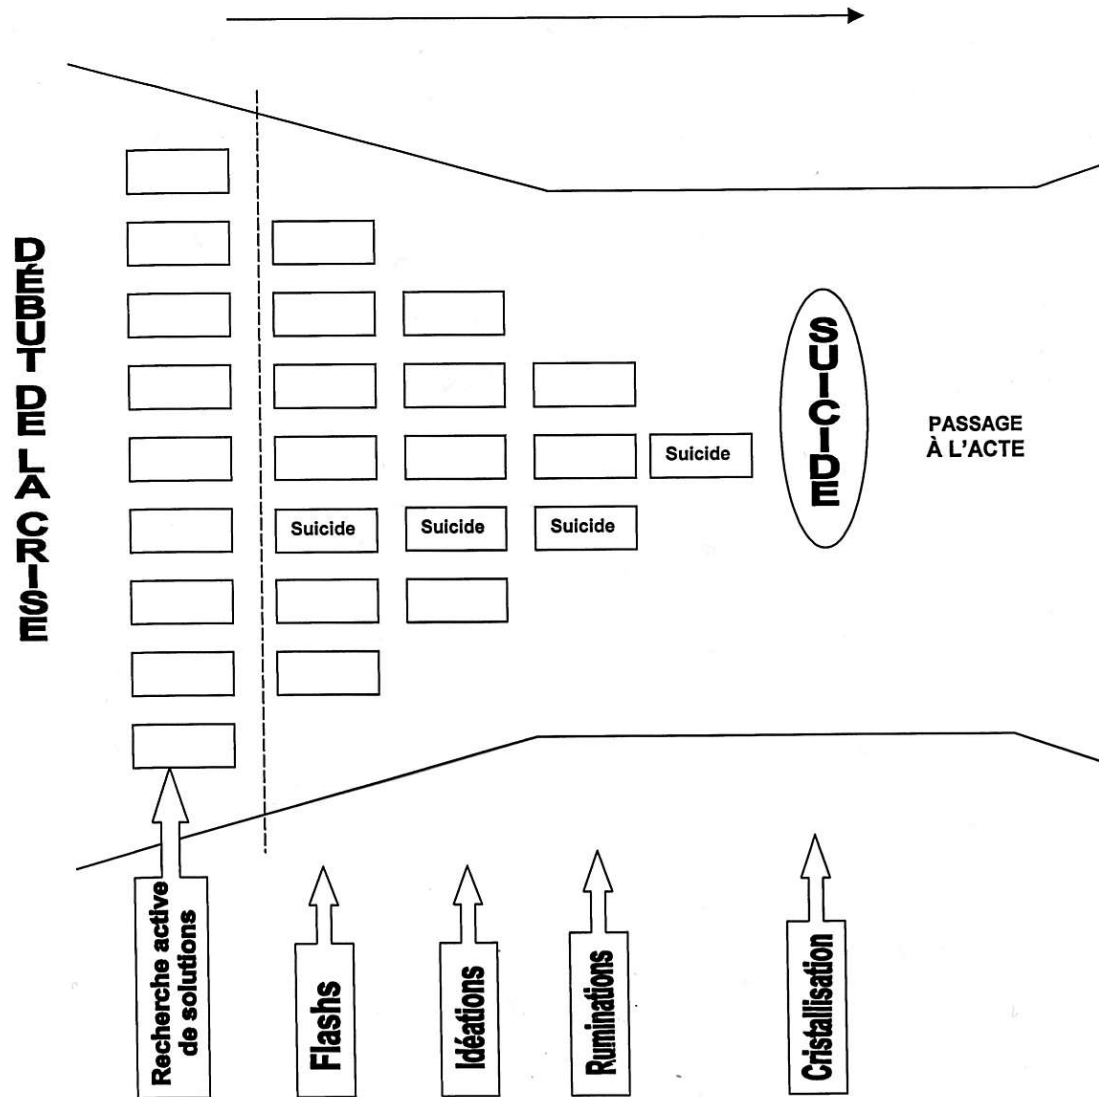 DÉBUT DE LA CRISE
Suicide
Suicide
Suicide
Suicide
SUICIDE
PASSAGE
À L'ACTE
Recherche active
de solutions
Flashs
Idéations
Ruminations
Cristallisation